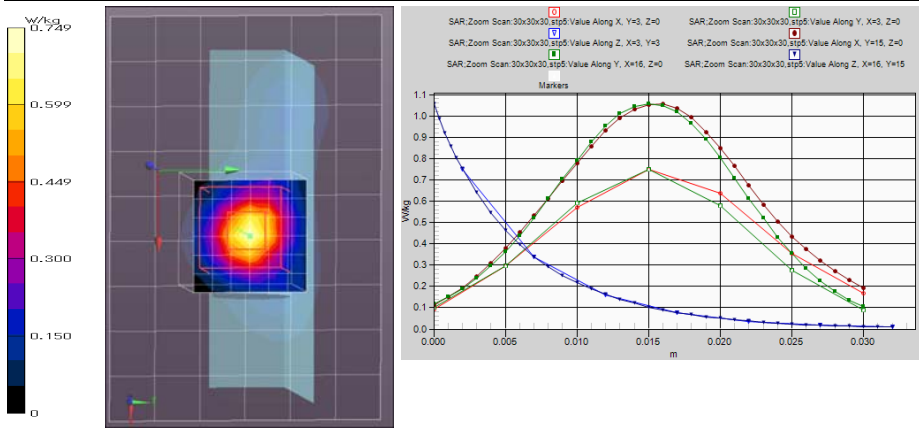 W/kg
0.749
0.599
0.449
0.300
0.150
0
SAR;Zoom Scan:30x30x30,stp5:Value Along X, Y=3, Z=0
SAR;Zoom Scan:30x30x30,stp5:Value Along Y, X=3, Z=0
SAR;Zoom Scan:30x30x30,stp5:Value Along Z, X=3, Y=3
SAR;Zoom Scan:30x30x30,stp5:Value Along X, Y=15, Z=0
SAR;Zoom Scan:30x30x30,stp5:Value Along Y, X=16, Z=0
SAR;Zoom Scan:30x30x30,stp5:Value Along Z, X=16, Y=15
Markers
1.1
1.0
0.9
0.8
0.7
0.6
0.5
0.4
0.3
0.2
0.1
0.0
W/kg
0.000 0.005 0.010 0.015 0.020 0.025 0.030
m